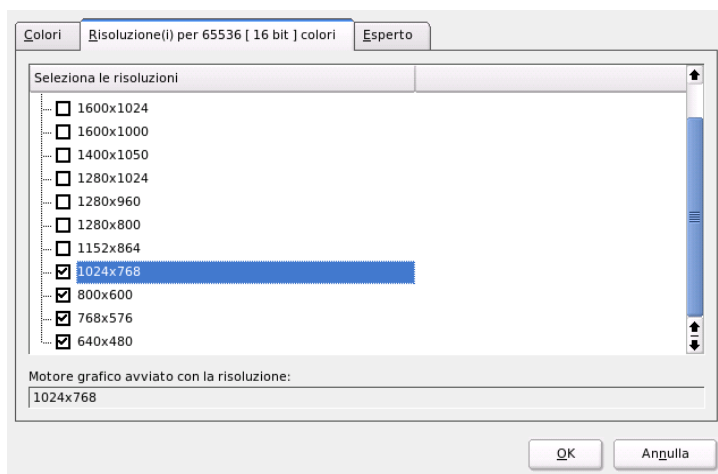 Colori Risoluzione(i) per 65536 [ 16 bit ] colori Esperto
Seleziona le risoluzioni
1600x1024
1600x1000
1400x1050
1280x1024
1280x960
1280x800
1152x864
1024x768
800x600
768x576
640x480
Motore grafico avviato con la risoluzione:
1024x768
OK Annulla